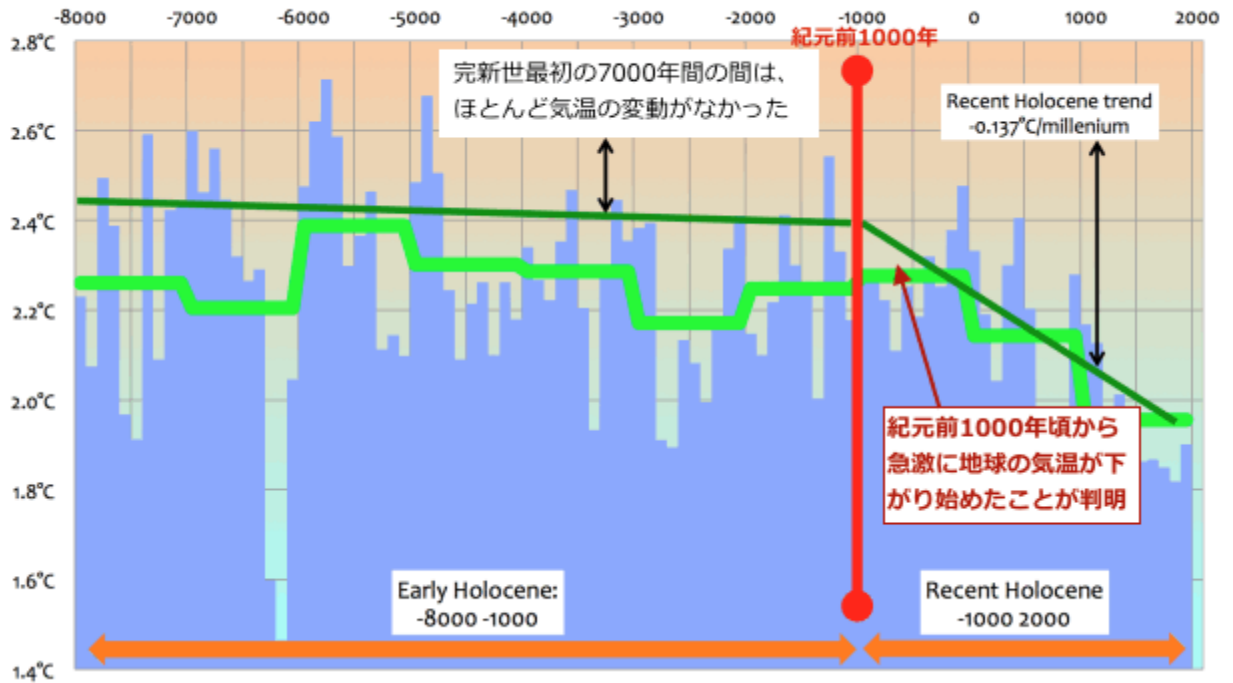 -8000 -7000 -6000 -5000 -4000 -3000 -2000 -1000 0 1000 2000
紀元前1000年
2.8°C
完新世最初の7000年間の間は、
ほとんど気温の変動がなかった
Recent Holocene trend
-0.137°C/millenium
2.6°C
2.4°C
2.2°C
2.0°C
紀元前1000年頃から
急激に地球の気温が下
がり始めたことが判明
1.8°C
1.6°C
Early Holocene:
-8000 -1000
Recent Holocene
-1000 2000
1.4°C